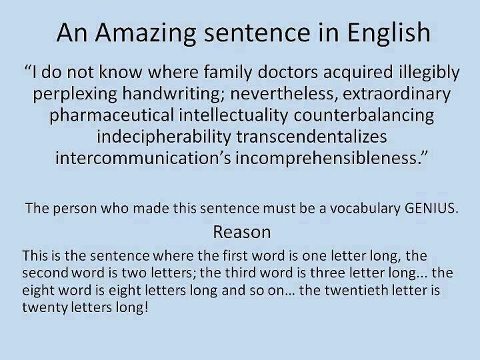 An Amazing sentence in English
“I do not know where family doctors acquired illegibly
perplexing handwriting; nevertheless, extraordinary
pharmaceutical intellectuality counterbalancing
indecipherability transcendentalizes
intercommunication’s incomprehensibleness.”
The person who made this sentence must be a vocabulary GENIUS.
Reason
This is the sentence where the first word is one letter long, the
second word is two letters; the third word is three letter long... the
eight word is eight letters long and so on… the twentieth letter is
twenty letters long!